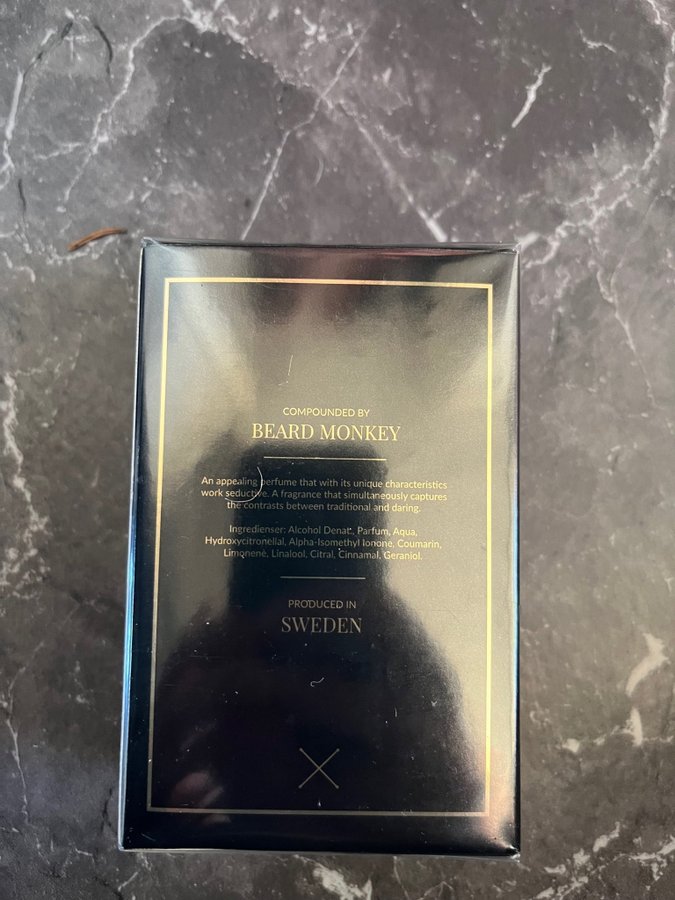 COMPOUNDED BY
BEARD MONKEY
An appealing perfume that with its unique characteristics
work seductive. A fragrance that simultaneously captures
the contrasts between traditional and daring.
Ingredienser: Alcohol Denat., Parfum, Aqua,
Hydroxycitronellal, Alpha-Isomethyl Ionone, Coumarin,
Limonene, Linalool, Citral, Cinnamal, Geraniol.
PRODUCED IN
SWEDEN